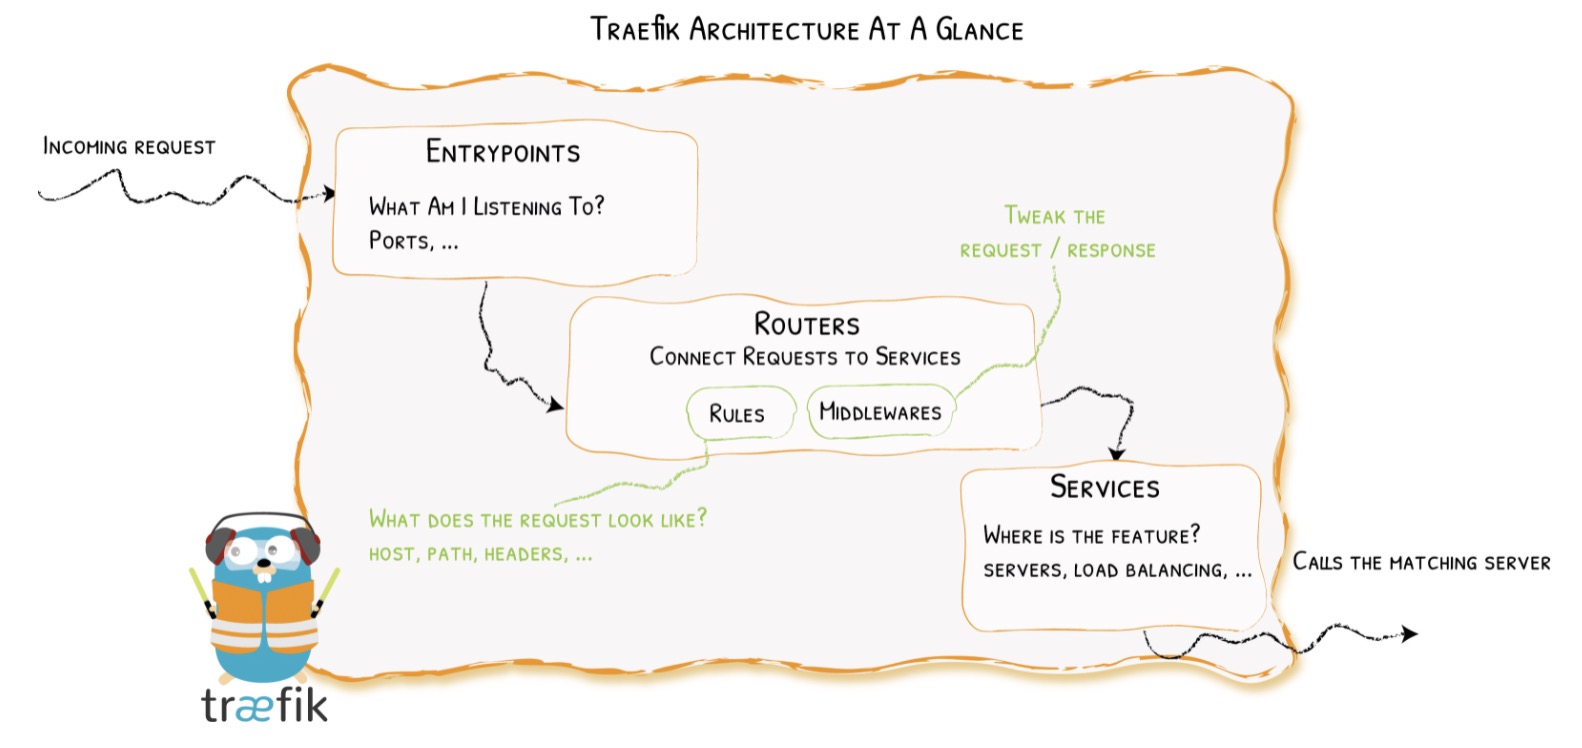 Traefik Architecture At A Glance
Incoming request
Entrypoints
What Am I Listening To?
Ports, ...
Tweak the
request / response
Routers
Connect Requests to Services
Rules
Middlewares
Services
What does the request look like?
host, path, headers, ...
Where is the feature?
servers, load balancing, ...
Calls the matching server
træfik